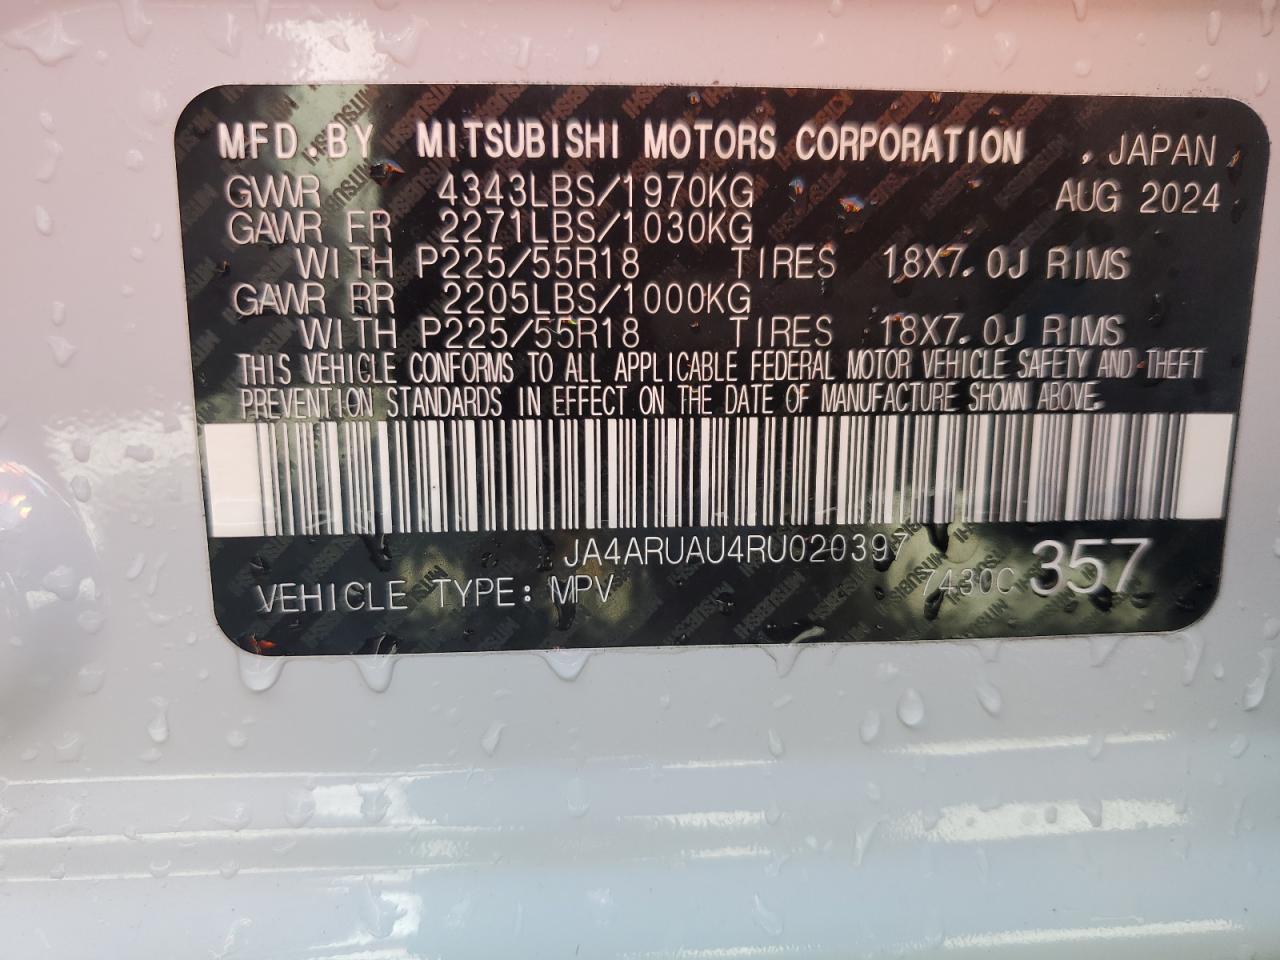 MFD.BY MITSUBISHI MOTORS CORPORATION , JAPAN
GVWR 4343LBS/1970KG AUG 2024
GAWR FR 2271LBS/1030KG
WITH P225/55R18 TIRES 18X7.0J RIMS
GAWR RR 2205LBS/1000KG
WITH P225/55R18 TIRES 18X7.0J RIMS
THIS VEHICLE CONFORMS TO ALL APPLICABLE FEDERAL MOTOR VEHICLE SAFETY AND THEFT
PREVENTION STANDARDS IN EFFECT ON THE DATE OF MANUFACTURE SHOWN ABOVE.
JA4ARUAU4RU020397
VEHICLE TYPE: MPV 7430C 357